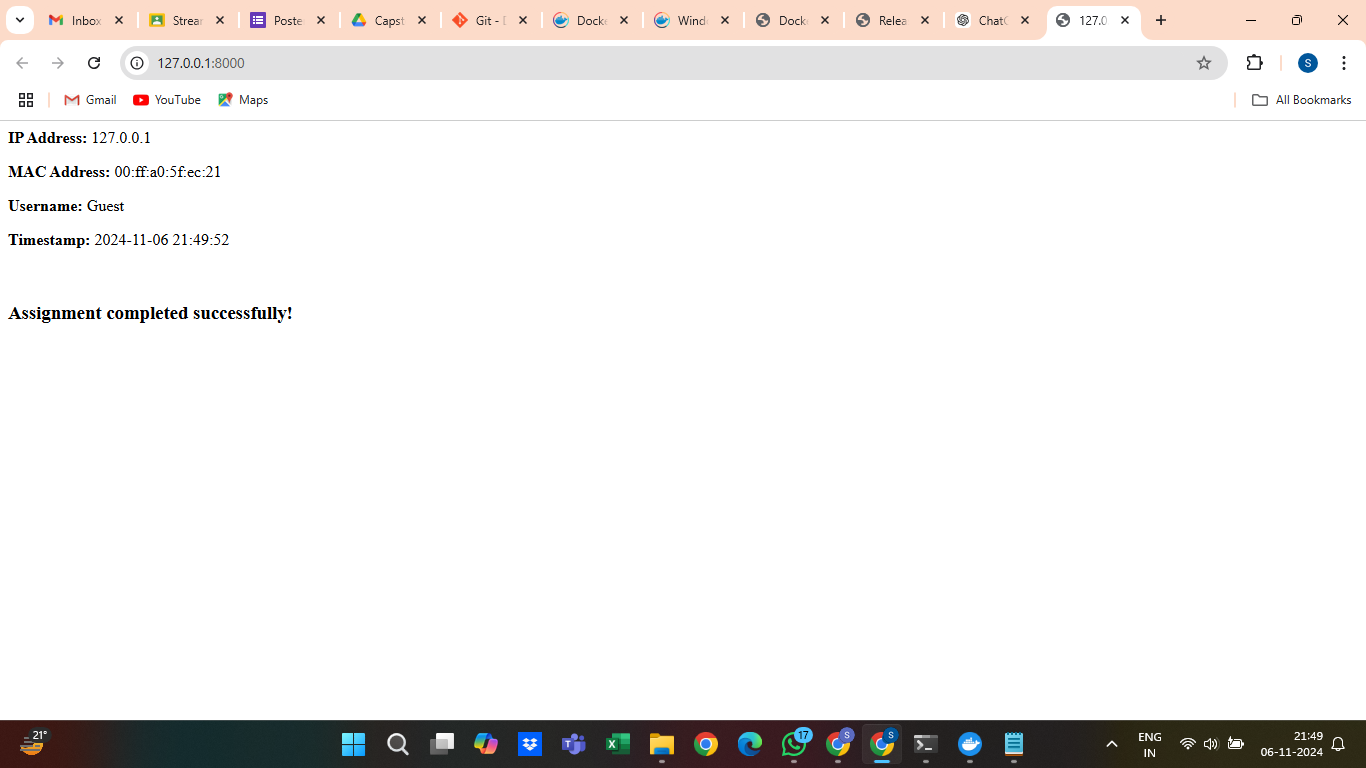 Inbox
Strear
Poste
Capst
Git - D
Docke
Wind
Dock
Relea
ChatG
127.0
127.0.0.1:8000
S
Gmail
YouTube
Maps
All Bookmarks
IP Address: 127.0.0.1
MAC Address: 00:ff:a0:5f:ec:21
Username: Guest
Timestamp: 2024-11-06 21:49:52
Assignment completed successfully!
21°
17
S
S
ENG
IN
21:49
06-11-2024